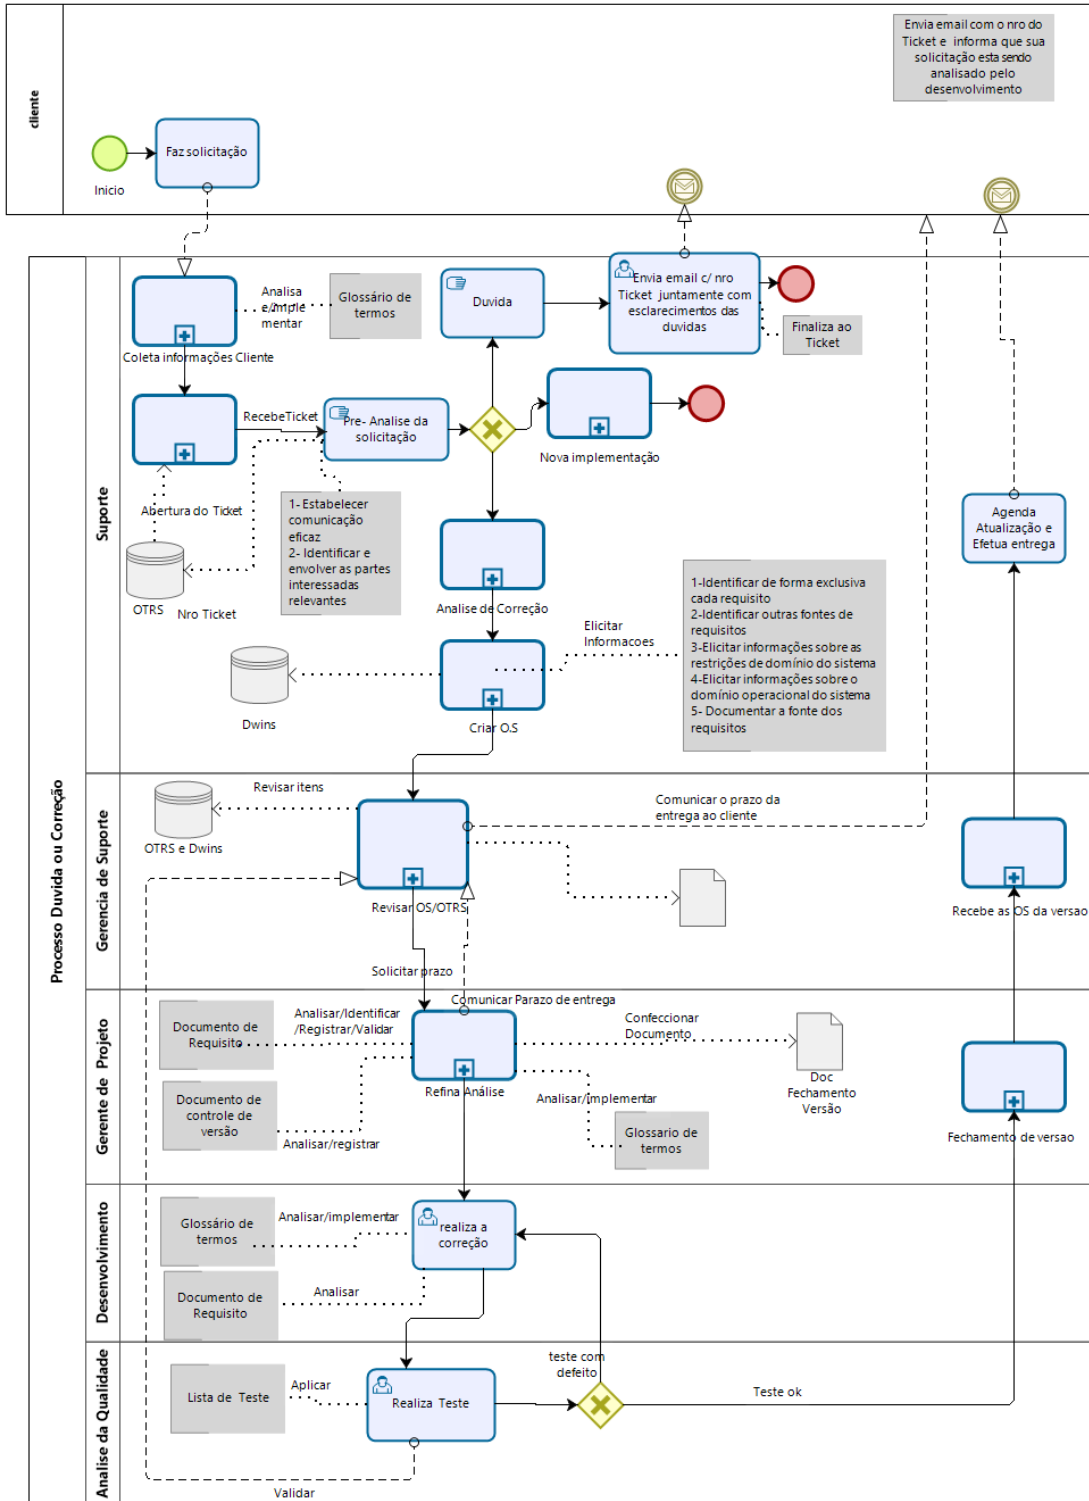 cliente
Inicio
Faz solicitação
Envia email com o nro do
Ticket e informa que sua
solicitação esta sendo
analisado pelo
desenvolvimento
Processo Duvida ou Correção
Suporte
Coleta informações Cliente
Analisa
e/imple
mentar
Glossário de
termos
Duvida
Envia email c/ nro
Ticket juntamente com
esclarecimentos das
duvidas
Finaliza ao
Ticket
RecebeTicket
Pre- Analise da
solicitação
Nova implementação
Abertura do Ticket
OTRS
Nro Ticket
1- Estabelecer
comunicação
eficaz
2- Identificar e
envolver as partes
interessadas
relevantes
Analise de Correção
Agenda
Atualização e
Efetua entrega
Elicitar
Informacoes
1-Identificar de forma exclusiva
cada requisito
2-Identificar outras fontes de
requisitos
3-Elicitar informações sobre as
restrições de domínio do sistema
4-Elicitar informações sobre o
domínio operacional do sistema
5- Documentar a fonte dos
requisitos
Dwins
Criar O.S
Gerencia de Suporte
Revisar itens
OTRS e Dwins
Revisar OS/OTRS
Comunicar o prazo da
entrega ao cliente
Recebe as OS da versao
Solicitar prazo
Gerente de Projeto
Comunicar Parazo de entrega
Documento de
Requisito
Analisar/Identificar
/Registrar/Validar
Confeccionar
Documento
Doc
Fechamento
Versão
Refina Análise
Documento de
controle de
versão
Analisar/registrar
Analisar/implementar
Glossario de
termos
Fechamento de versao
Desenvolvimento
Glossário de
termos
Analisar/implementar
realiza a
correção
Documento de
Requisito
Analisar
Analise da Qualidade
teste com
defeito
Lista de Teste
Aplicar
Realiza Teste
Teste ok
Validar